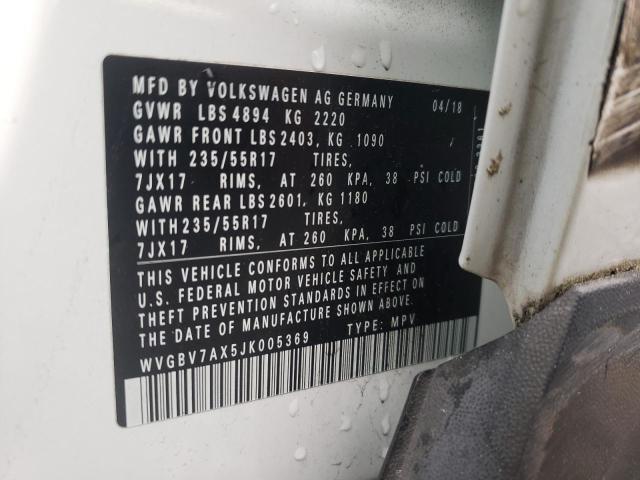 MFD BY VOLKSWAGEN AG GERMANY 04/18
GVWR LBS 4894 KG 2220
GAWR FRONT LBS 2403, KG 1090
WITH 235/55R17 TIRES,
7JX17 RIMS, AT 260 KPA, 38 PSI COLD
GAWR REAR LBS 2601, KG 1180
WITH 235/55R17 TIRES,
7JX17 RIMS, AT 260 KPA, 38 PSI COLD
THIS VEHICLE CONFORMS TO ALL APPLICABLE
U.S. FEDERAL MOTOR VEHICLE SAFETY AND
THEFT PREVENTION STANDARDS IN EFFECT ON
THE DATE OF MANUFACTURE SHOWN ABOVE.
WVGBV7AX5JK005369 TYPE: MPV